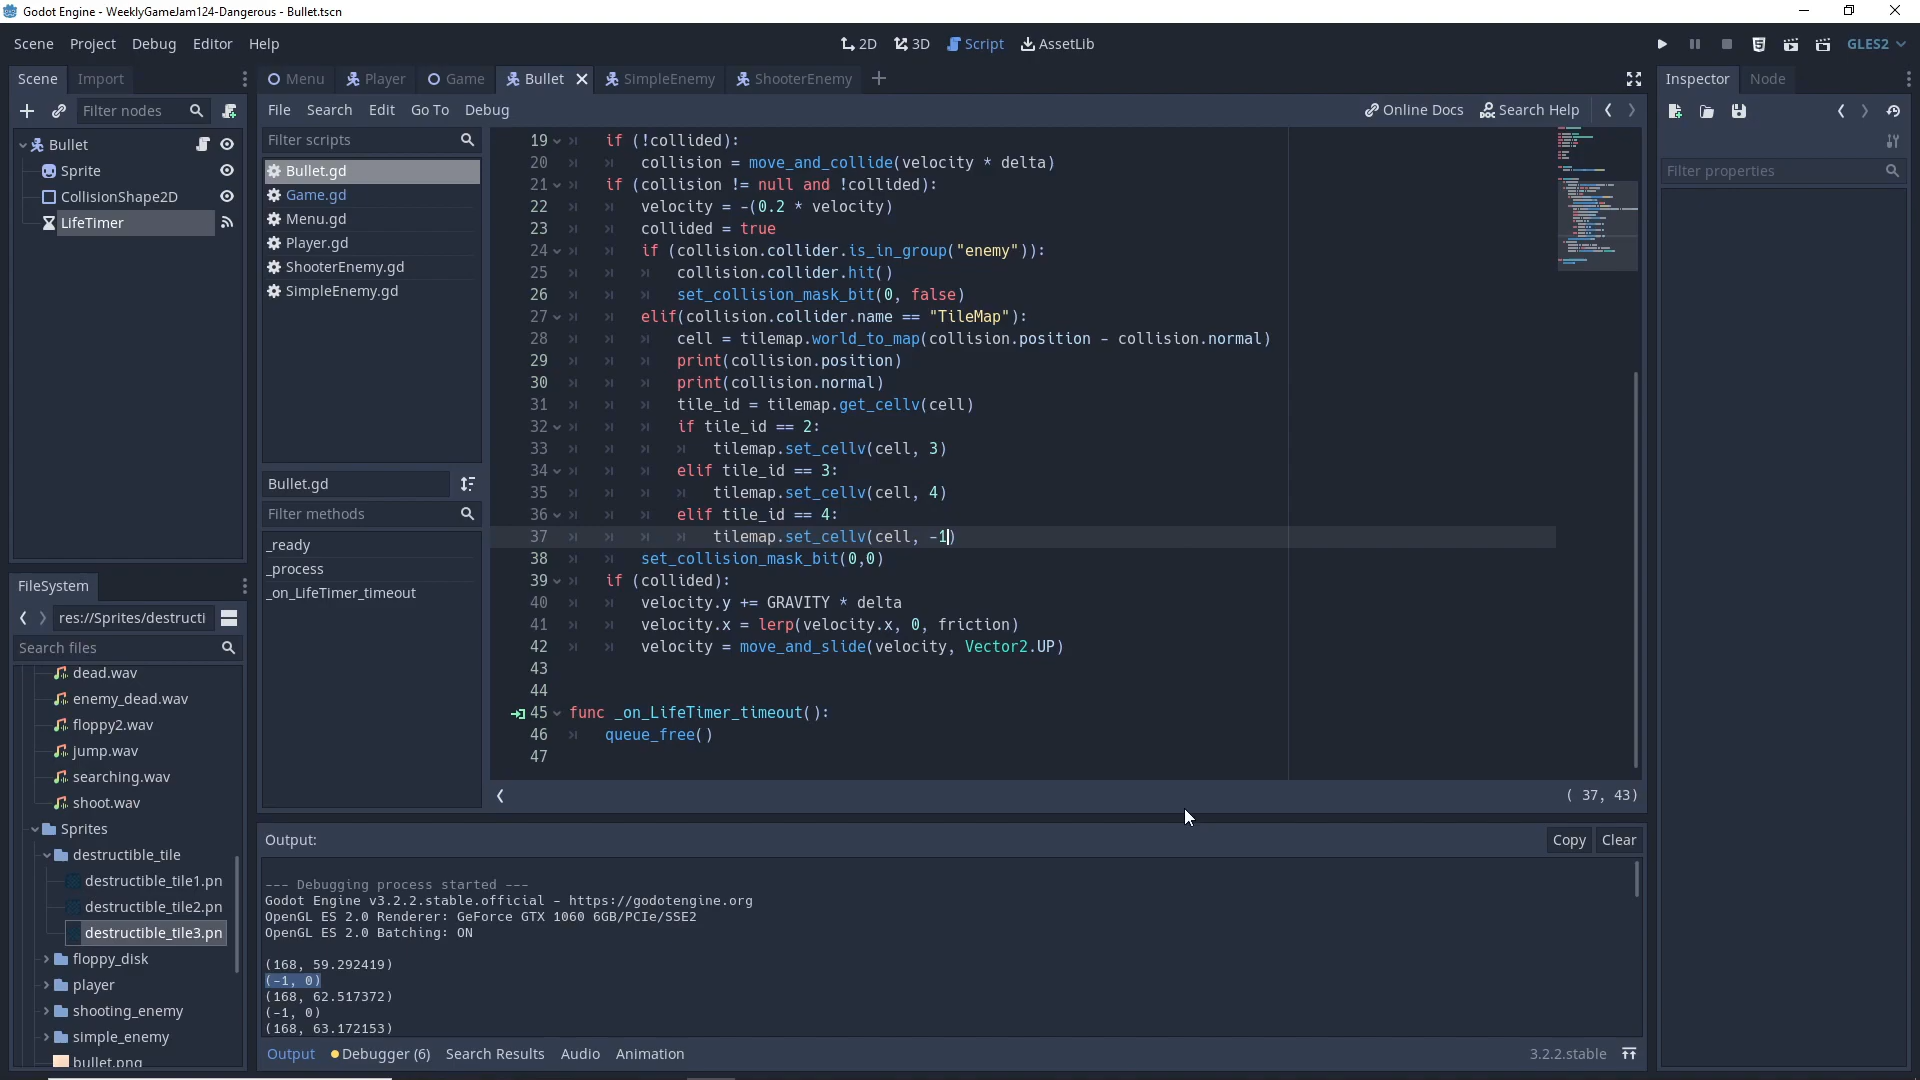 Godot Engine - WeeklyGameJam124-Dangerous - Bullet.tscn
Scene Project Debug Editor Help
2D 3D Script AssetLib
GLES2
Scene Import
Filter nodes
Bullet
Sprite
CollisionShape2D
LifeTimer
Menu Player Game Bullet SimpleEnemy ShooterEnemy
File Search Edit Go To Debug
Online Docs Search Help
Filter scripts
Bullet.gd
Game.gd
Menu.gd
Player.gd
ShooterEnemy.gd
SimpleEnemy.gd
Bullet.gd
Filter methods
_ready
_process
_on_LifeTimer_timeout
19 if (!collided):
20 collision = move_and_collide(velocity * delta)
21 if (collision != null and !collided):
22 velocity = -(0.2 * velocity)
23 collided = true
24 if (collision.collider.is_in_group("enemy")):
25 collision.collider.hit()
26 set_collision_mask_bit(0, false)
27 elif(collision.collider.name == "TileMap"):
28 cell = tilemap.world_to_map(collision.position - collision.normal)
29 print(collision.position)
30 print(collision.normal)
31 tile_id = tilemap.get_cellv(cell)
32 if tile_id == 2:
33 tilemap.set_cellv(cell, 3)
34 elif tile_id == 3:
35 tilemap.set_cellv(cell, 4)
36 elif tile_id == 4:
37 tilemap.set_cellv(cell, -1)
38 set_collision_mask_bit(0,0)
39 if (collided):
40 velocity.y += GRAVITY * delta
41 velocity.x = lerp(velocity.x, 0, friction)
42 velocity = move_and_slide(velocity, Vector2.UP)
43
44
45 func _on_LifeTimer_timeout():
46 queue_free()
47
( 37, 43)
FileSystem
res://Sprites/destructi
Search files
dead.wav
enemy_dead.wav
floppy2.wav
jump.wav
searching.wav
shoot.wav
Sprites
destructible_tile
destructible_tile1.pn
destructible_tile2.pn
destructible_tile3.pn
floppy_disk
player
shooting_enemy
simple_enemy
bullet.png
Output:
Copy Clear
--- Debugging process started ---
Godot Engine v3.2.2.stable.official - https://godotengine.org
OpenGL ES 2.0 Renderer: GeForce GTX 1060 6GB/PCIe/SSE2
OpenGL ES 2.0 Batching: ON
(168, 59.292419)
(-1, 0)
(168, 62.517372)
(-1, 0)
(168, 63.172153)
Output Debugger (6) Search Results Audio Animation
3.2.2.stable
Inspector Node
Filter properties